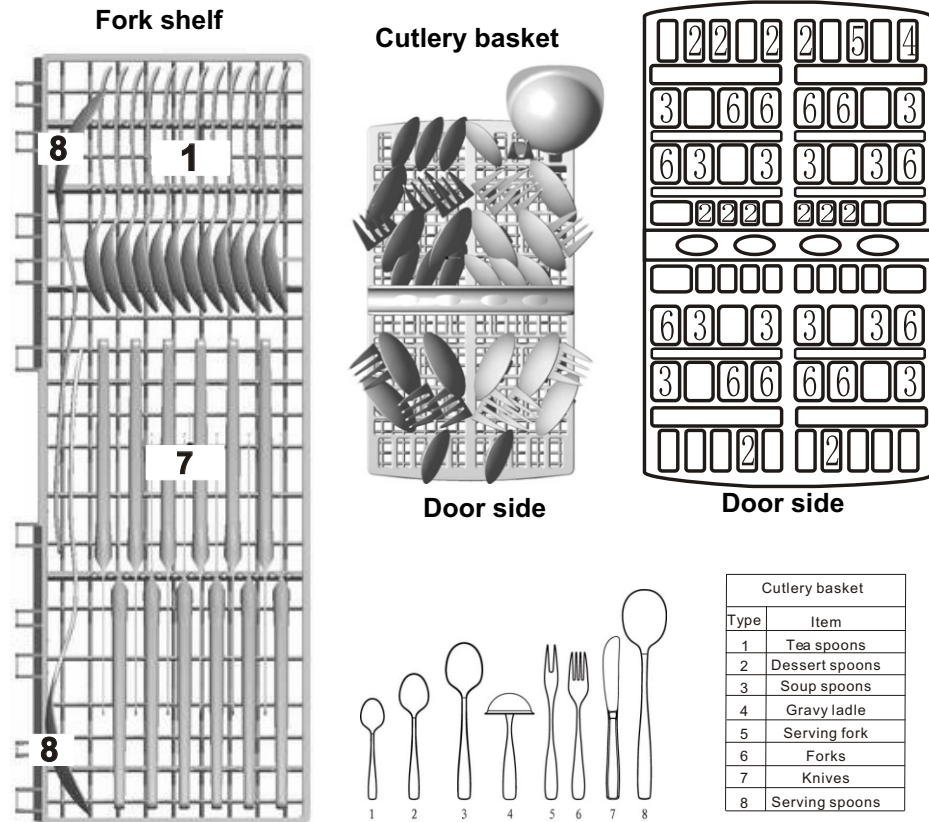 Fork shelf
Cutlery basket
8
1
7
8
Door side
2 2 2 2 5 4
3 6 6 6 6 3
6 3 3 3 3 6
2 2 2 2 2 2
6 3 3 3 3 6
3 6 6 6 6 3
2 2
Door side
1 2 3 4 5 6 7 8
Cutlery basket
Type Item
1 Tea spoons
2 Dessert spoons
3 Soup spoons
4 Gravy ladle
5 Serving fork
6 Forks
7 Knives
8 Serving spoons